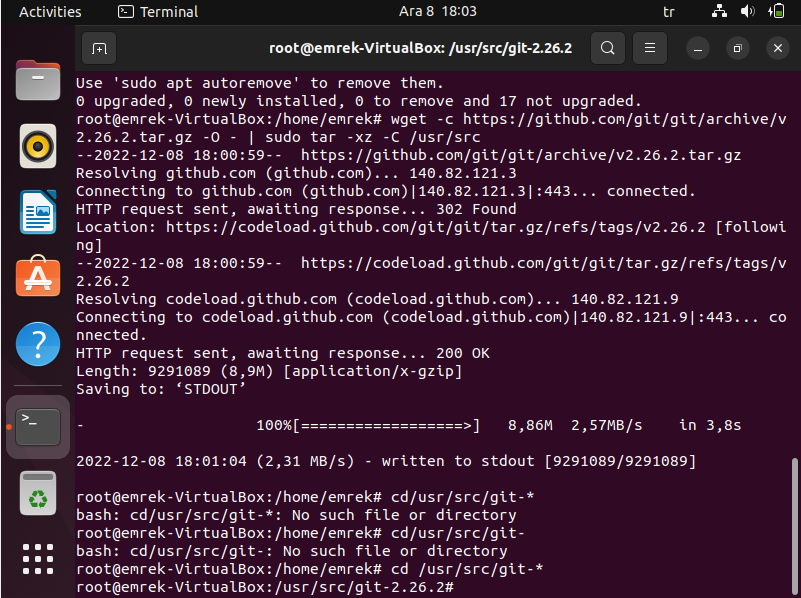 Activities
Terminal
Ara 8 18:03
tr
root@emrek-VirtualBox: /usr/src/git-2.26.2
Use 'sudo apt autoremove' to remove them.
0 upgraded, 0 newly installed, 0 to remove and 17 not upgraded.
root@emrek-VirtualBox:/home/emrek# wget -c https://github.com/git/git/archive/v
2.26.2.tar.gz -O - | sudo tar -xz -C /usr/src
--2022-12-08 18:00:59--  https://github.com/git/git/archive/v2.26.2.tar.gz
Resolving github.com (github.com)... 140.82.121.3
Connecting to github.com (github.com)|140.82.121.3|:443... connected.
HTTP request sent, awaiting response... 302 Found
Location: https://codeload.github.com/git/git/tar.gz/refs/tags/v2.26.2 [followi
ng]
--2022-12-08 18:00:59--  https://codeload.github.com/git/git/tar.gz/refs/tags/v
2.26.2
Resolving codeload.github.com (codeload.github.com)... 140.82.121.9
Connecting to codeload.github.com (codeload.github.com)|140.82.121.9|:443... co
nnected.
HTTP request sent, awaiting response... 200 OK
Length: 9291089 (8,9M) [application/x-gzip]
Saving to: ‘STDOUT’
-                   100%[==================>]   8,86M  2,57MB/s    in 3,8s
2022-12-08 18:01:04 (2,31 MB/s) - written to stdout [9291089/9291089]
root@emrek-VirtualBox:/home/emrek# cd/usr/src/git-*
bash: cd/usr/src/git-*: No such file or directory
root@emrek-VirtualBox:/home/emrek# cd/usr/src/git-
bash: cd/usr/src/git-: No such file or directory
root@emrek-VirtualBox:/home/emrek# cd /usr/src/git-*
root@emrek-VirtualBox:/usr/src/git-2.26.2#